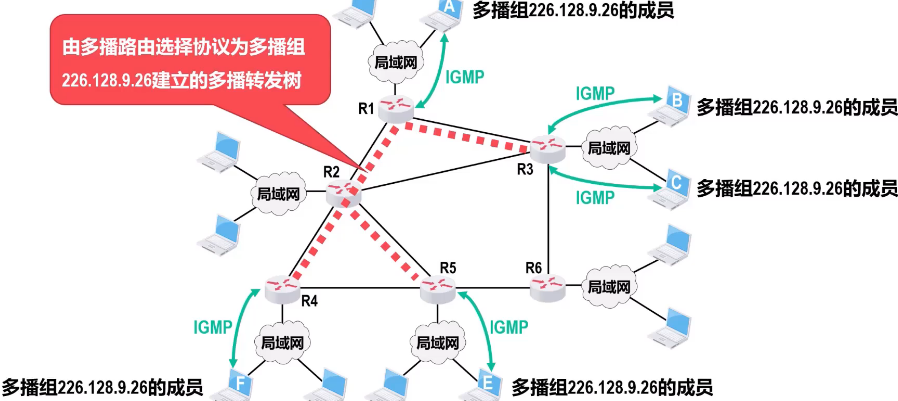 A
多播组226.128.9.26的成员
由多播路由选择协议为多播组
226.128.9.26建立的多播转发树
局域网
IGMP
R1
IGMP
B
多播组226.128.9.26的成员
局域网
R3
R2
局域网
IGMP
C
多播组226.128.9.26的成员
R5
R6
局域网
R4
IGMP
IGMP
局域网
局域网
多播组226.128.9.26的成员
F
E
多播组226.128.9.26的成员